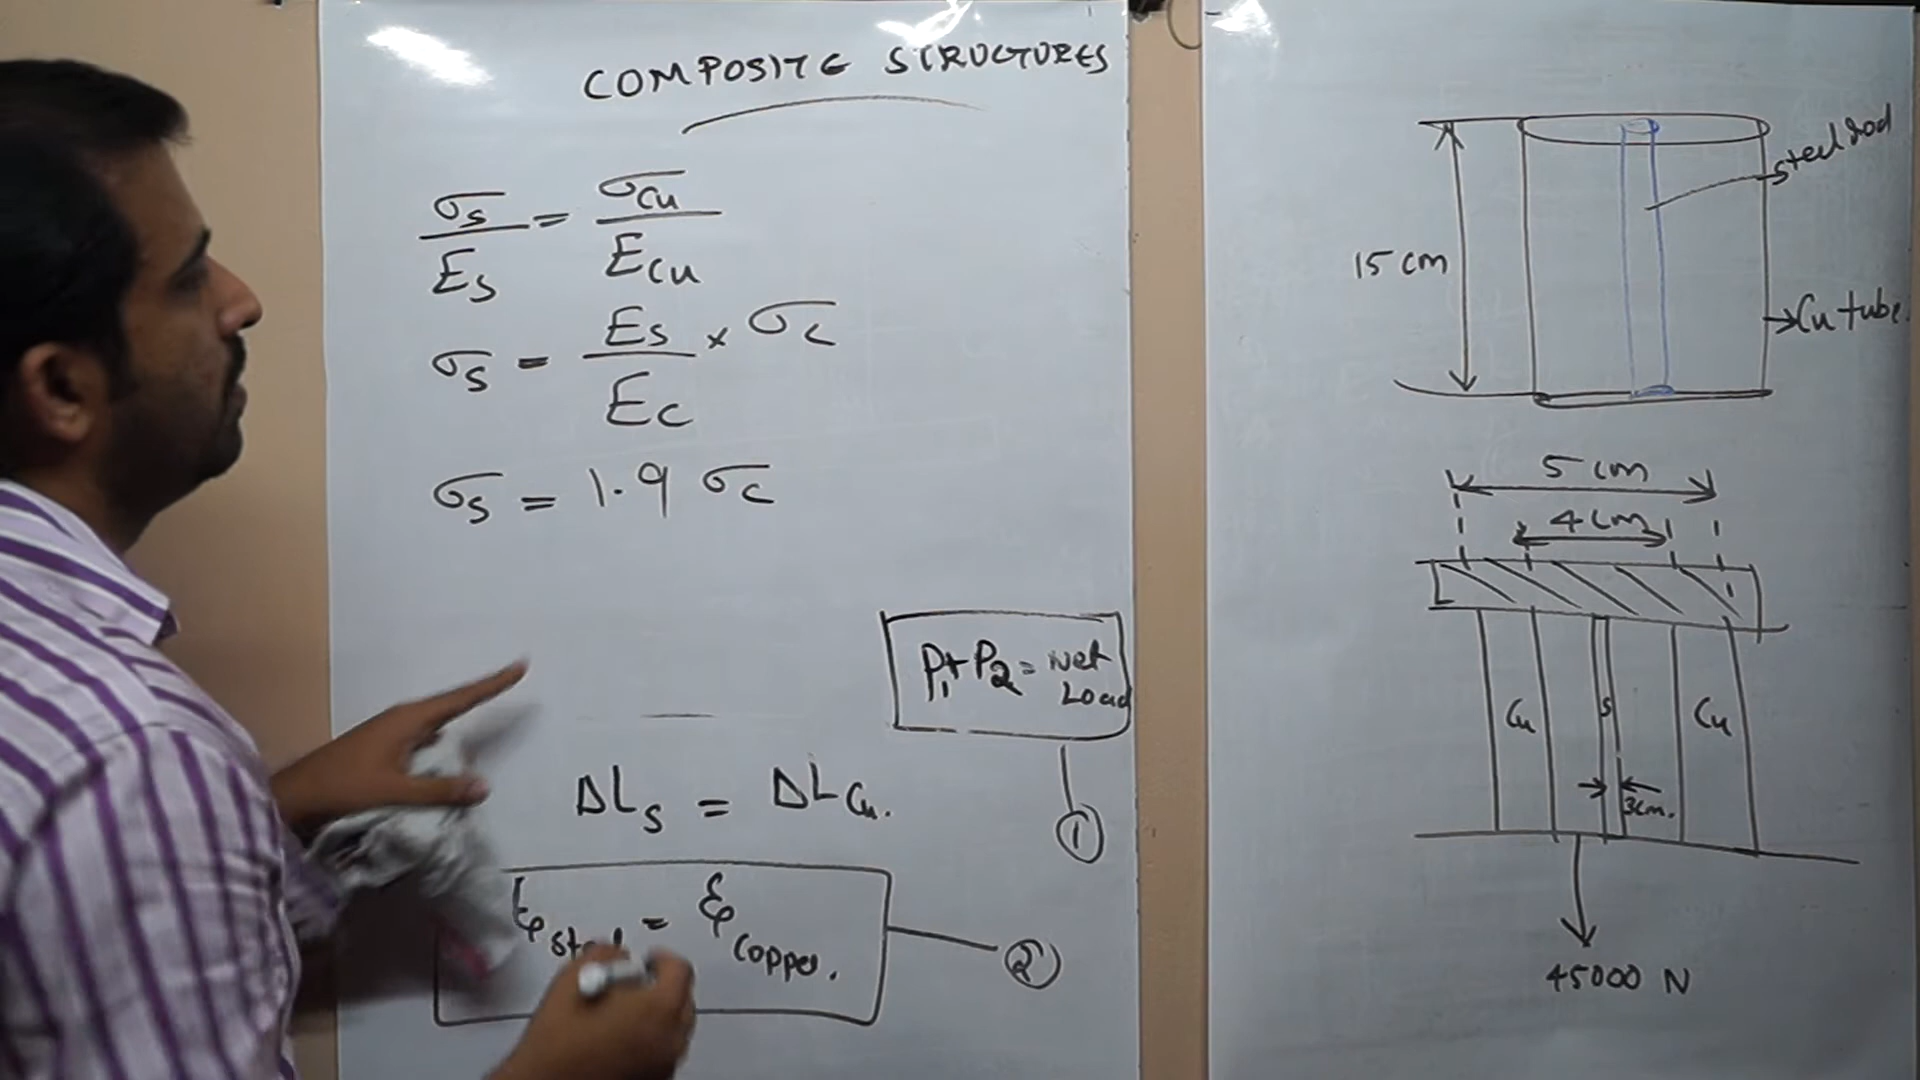 COMPOSITE STRUCTURES
σs/Es = σcu/Ecu
σs = Es/Ec × σc
σs = 1.9 σc
P1+P2 = Net Load
1
ΔLs = ΔLcu.
= ε copper.
2
Steel rod
15 cm
Cu tube.
5 cm
4 cm
Cu
S
Cu
3cm.
45000 N